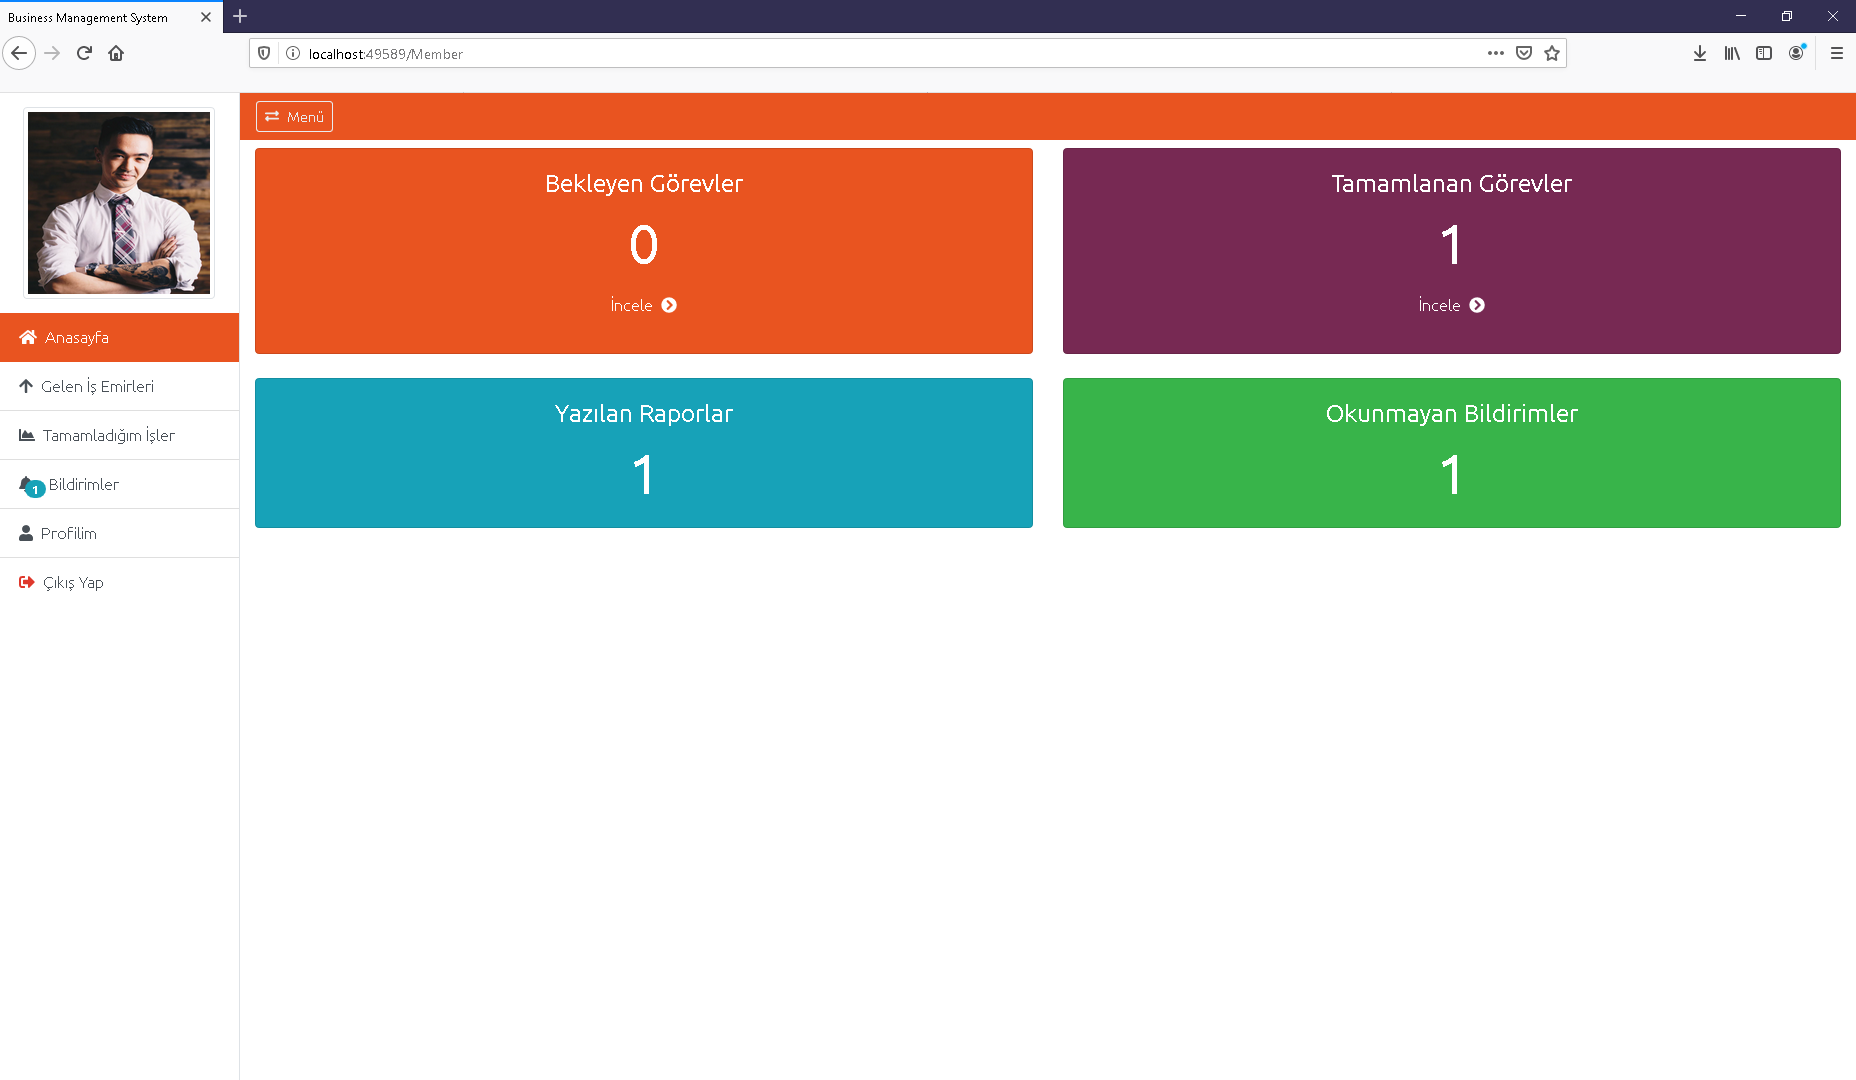 Business Management System
localhost:49589/Member
Menü
Bekleyen Görevler
0
İncele
Tamamlanan Görevler
1
İncele
Yazılan Raporlar
1
Okunmayan Bildirimler
1
Anasayfa
Gelen İş Emirleri
Tamamladığım İşler
1 Bildirimler
Profilim
Çıkış Yap